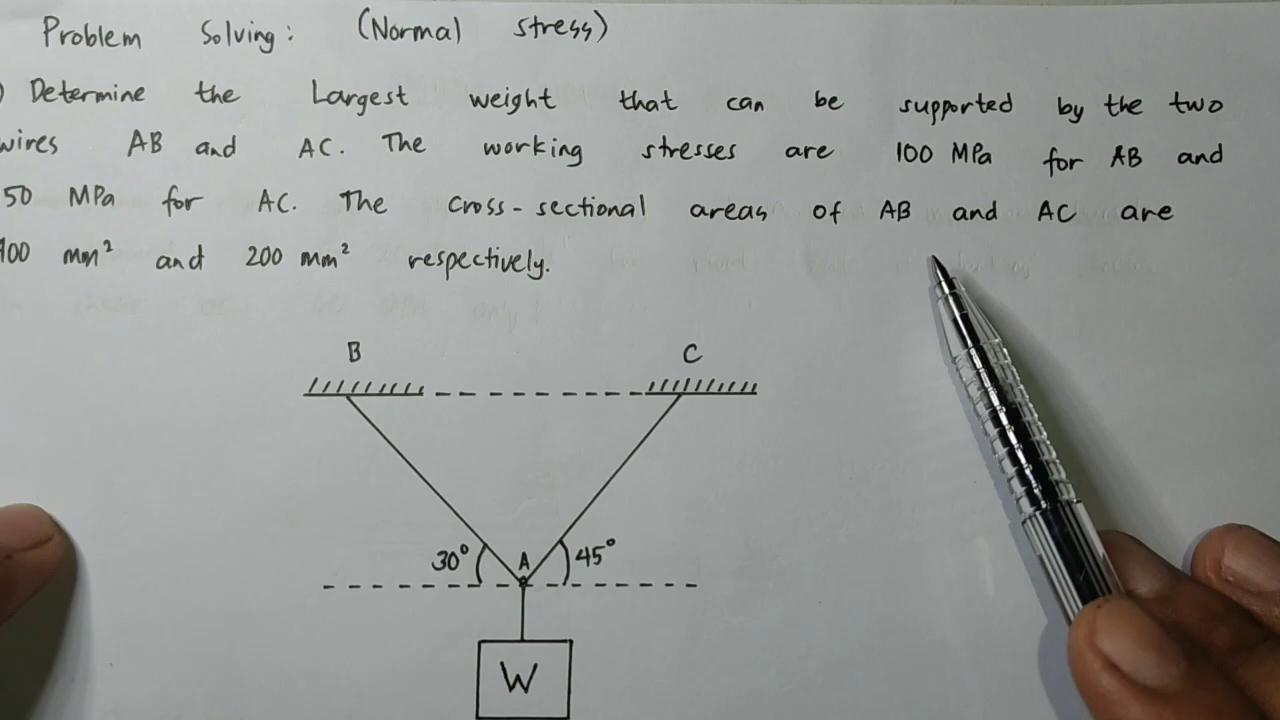 Problem Solving: (Normal stress)
) Determine the Largest weight that can be supported by the two
wires AB and AC. The working stresses are 100 MPa for AB and
50 MPa for AC. The cross-sectional areas of AB and AC are
100 mm² and 200 mm² respectively.
B C
30° A 45°
W